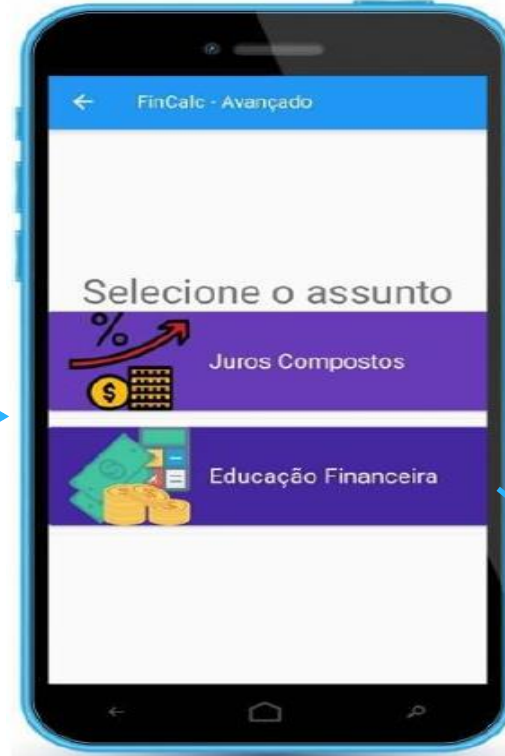 FinCalc - Avançado
Selecione o assunto
%
Juros Compostos
$
Educação Financeira